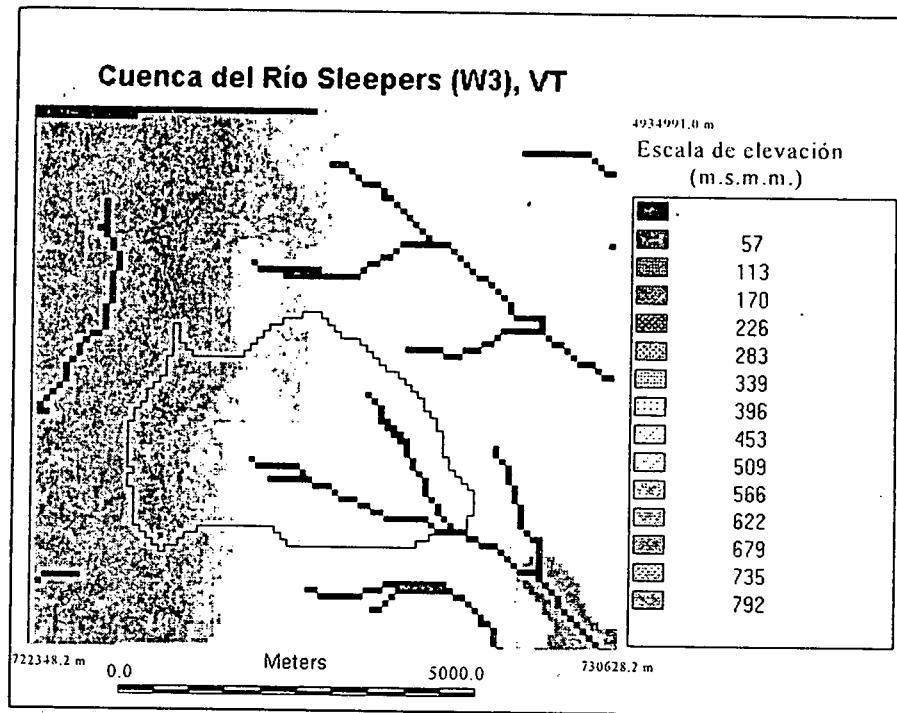 Cuenca del Río Sleepers (W3), VT
4934991.0 m
Escala de elevación
(m.s.m.m.)
57
113
170
226
283
339
396
453
509
566
622
679
735
792
722348.2 m
Meters
730628.2 m
0.0
5000.0